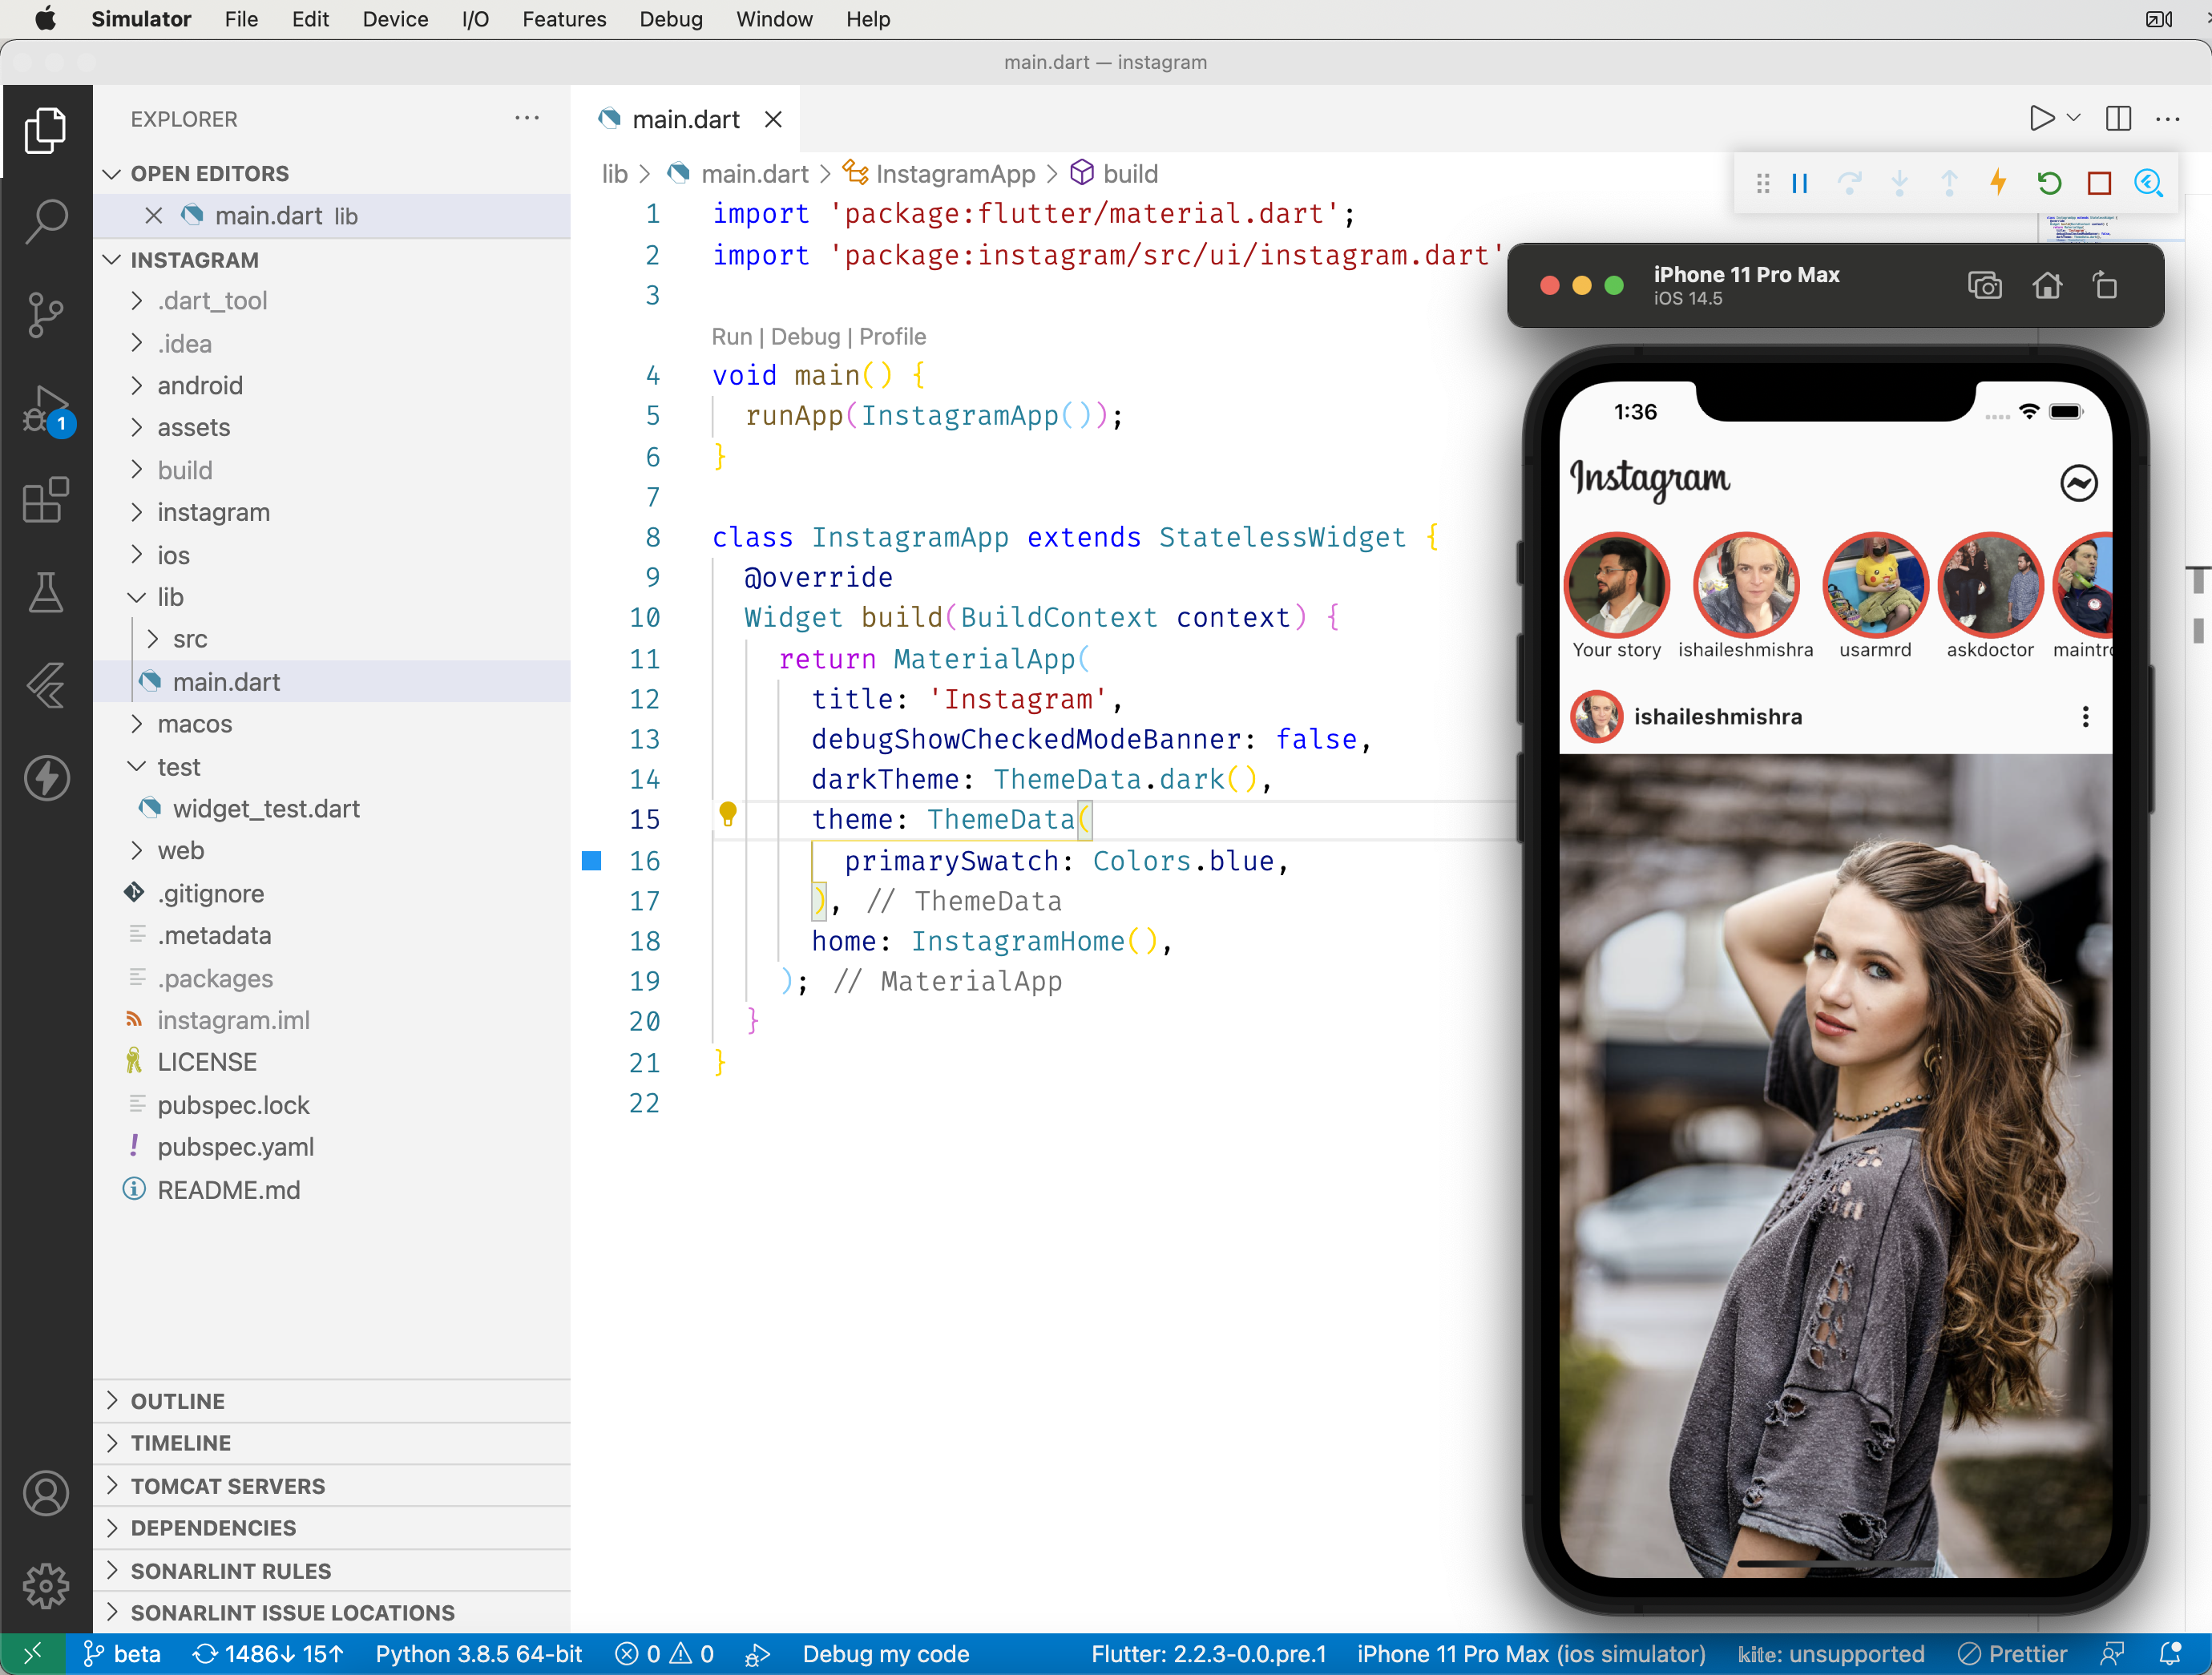 Simulator File Edit Device I/O Features Debug Window Help
main.dart — instagram
EXPLORER
OPEN EDITORS
main.dart lib
INSTAGRAM
.dart_tool
.idea
android
assets
build
instagram
ios
lib
src
main.dart
macos
test
widget_test.dart
web
.gitignore
.metadata
.packages
instagram.iml
LICENSE
pubspec.lock
pubspec.yaml
README.md
OUTLINE
TIMELINE
TOMCAT SERVERS
DEPENDENCIES
SONARLINT RULES
SONARLINT ISSUE LOCATIONS
1
main.dart
lib > main.dart > InstagramApp > build
1 import 'package:flutter/material.dart';
2 import 'package:instagram/src/ui/instagram.dart'
3
Run | Debug | Profile
4 void main() {
5 runApp(InstagramApp());
6 }
7
8 class InstagramApp extends StatelessWidget {
9 @override
10 Widget build(BuildContext context) {
11 return MaterialApp(
12 title: 'Instagram',
13 debugShowCheckedModeBanner: false,
14 darkTheme: ThemeData.dark(),
15 theme: ThemeData(
16 primarySwatch: Colors.blue,
17 ), // ThemeData
18 home: InstagramHome(),
19 ); // MaterialApp
20 }
21 }
22
iPhone 11 Pro Max
iOS 14.5
1:36
Instagram
Your story ishaileshmishra usarmrd askdoctor maintro
ishaileshmishra
beta 1486↓ 15↑ Python 3.8.5 64-bit 0 0 Debug my code Flutter: 2.2.3-0.0.pre.1 iPhone 11 Pro Max (ios simulator) kite: unsupported Prettier